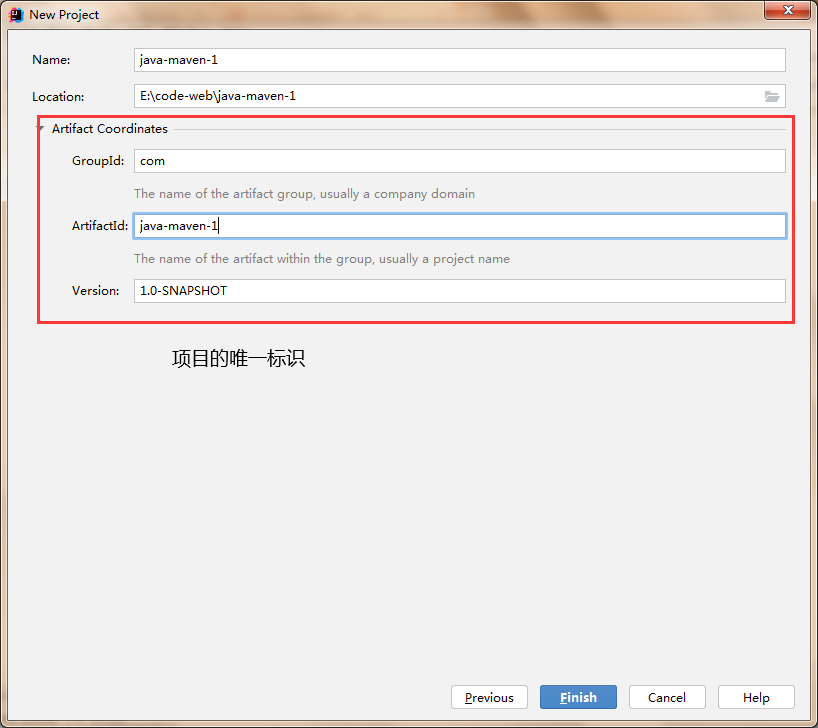 New Project
Name: java-maven-1
Location: E:\code-web\java-maven-1
Artifact Coordinates
GroupId: com
The name of the artifact group, usually a company domain
ArtifactId: java-maven-1
The name of the artifact within the group, usually a project name
Version: 1.0-SNAPSHOT
项目的唯一标识
Previous Finish Cancel Help